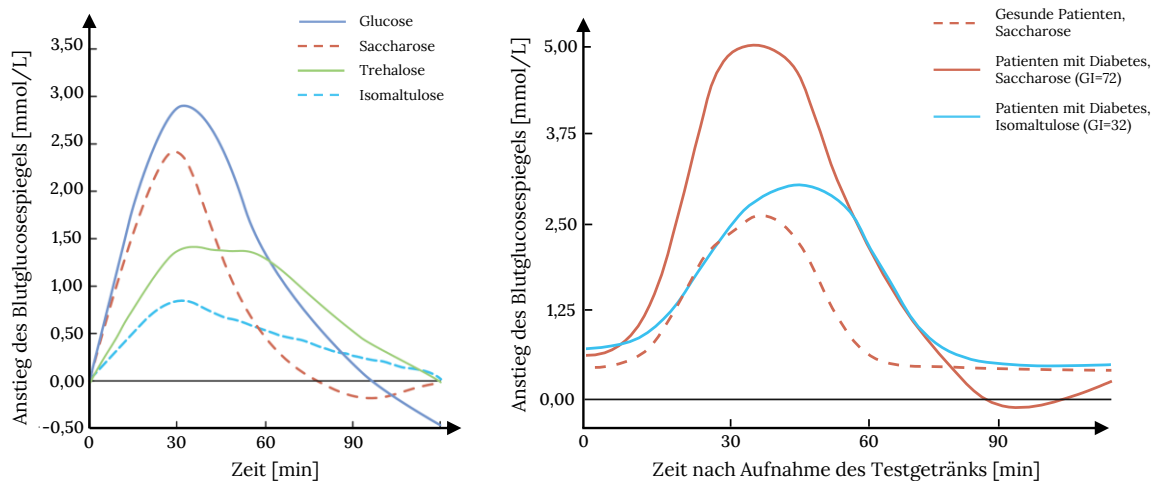 Anstieg des Blutglucosespiegels [mmol/L]
3,50
3,00
2,50
2,00
1,50
1,00
0,50
0,00
-0,50
0
30
60
90
Zeit [min]
Glucose
Saccharose
Trehalose
Isomaltulose
Anstieg des Blutglucosespiegels [mmol/L]
5,00
3,75
2,50
1,25
0,00
0
30
60
90
Zeit nach Aufnahme des Testgetränks [min]
Gesunde Patienten,
Saccharose
Patienten mit Diabetes,
Saccharose (GI=72)
Patienten mit Diabetes,
Isomaltulose (GI=32)